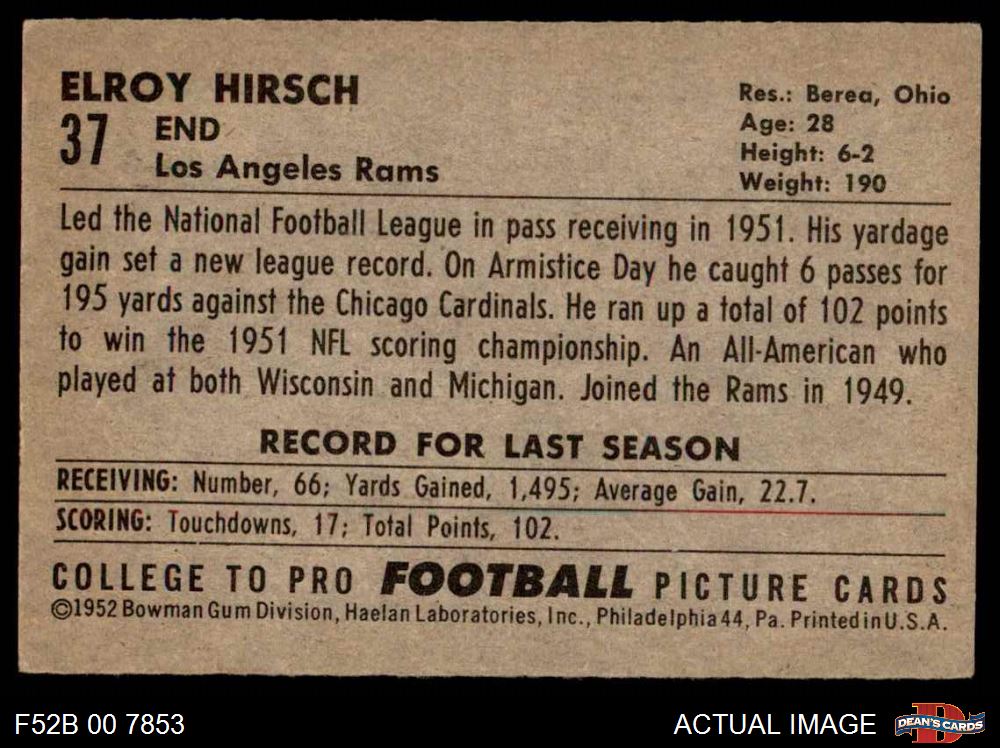 ELROY HIRSCH
37
END
Los Angeles Rams
Res.: Berea, Ohio
Age: 28
Height: 6-2
Weight: 190
Led the National Football League in pass receiving in 1951. His yardage
gain set a new league record. On Armistice Day he caught 6 passes for
195 yards against the Chicago Cardinals. He ran up a total of 102 points
to win the 1951 NFL scoring championship. An All-American who
played at both Wisconsin and Michigan. Joined the Rams in 1949.
RECORD FOR LAST SEASON
RECEIVING: Number, 66; Yards Gained, 1,495; Average Gain, 22.7.
SCORING: Touchdowns, 17; Total Points, 102.
COLLEGE TO PRO FOOTBALL PICTURE CARDS
©1952 Bowman Gum Division, Haelan Laboratories, Inc., Philadelphia 44, Pa. Printed in U.S.A.
F52B 00 7853
ACTUAL IMAGE
D
DEAN'S CARDS